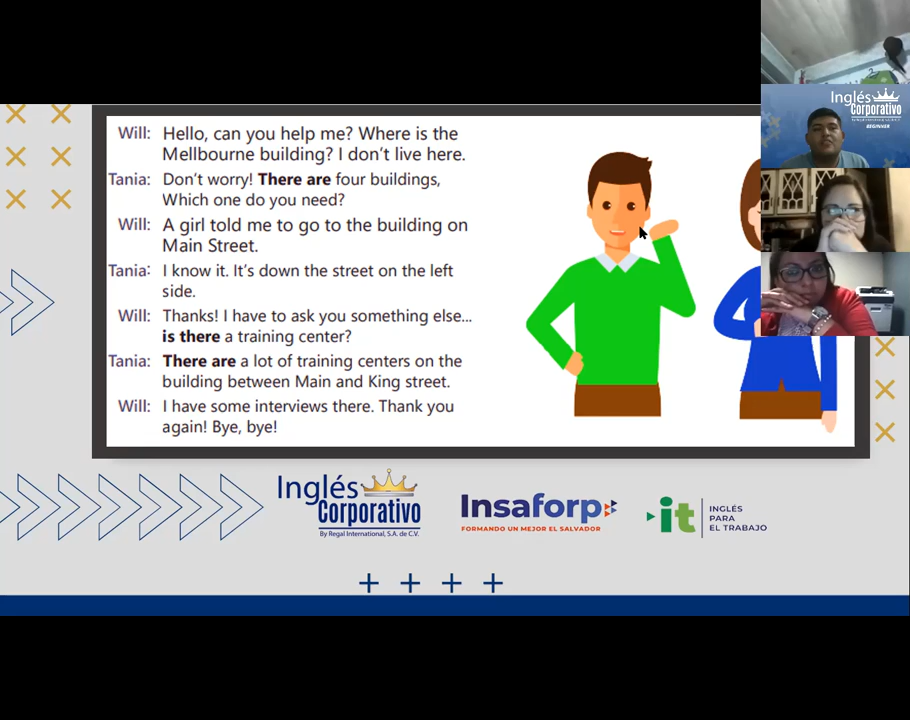 Will: Hello, can you help me? Where is the
Mellbourne building? I don't live here.
Tania: Don't worry! There are four buildings,
Which one do you need?
Will: A girl told me to go to the building on
Main Street.
Tania: I know it. It's down the street on the left
side.
Will: Thanks! I have to ask you something else...
is there a training center?
Tania: There are a lot of training centers on the
building between Main and King street.
Will: I have some interviews there. Thank you
again! Bye, bye!
Inglés
Corporativo
By Regal International, S.A. de C.V.
Insaforp
FORMANDO UN MEJOR EL SALVADOR
it
INGLÉS
PARA
EL TRABAJO
Inglés
Corporativo
BEGINNER